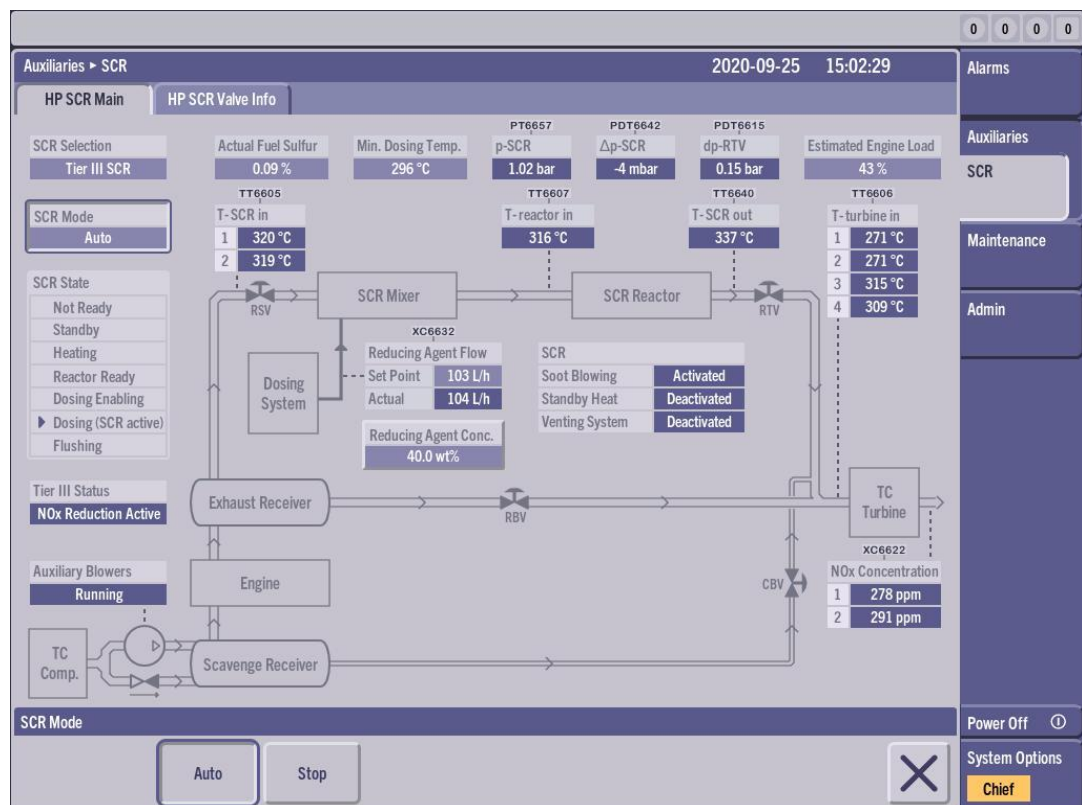 0 0 0 0
Auxiliaries ▸ SCR 2020-09-25 15:02:29
HP SCR Main HP SCR Valve Info
Alarms
Auxiliaries
SCR
Maintenance
Admin
PT6657 PDT6642 PDT6615
SCR Selection Actual Fuel Sulfur Min. Dosing Temp. p-SCR Δp-SCR dp-RTV Estimated Engine Load
Tier III SCR 0.09 % 296 °C 1.02 bar -4 mbar 0.15 bar 43 %
TT6605 TT6607 TT6640 TT6606
SCR Mode T-SCR in T-reactor in T-SCR out T-turbine in
Auto 1 320 °C 316 °C 337 °C 1 271 °C
2 319 °C 2 271 °C
3 315 °C
4 309 °C
SCR State
Not Ready
Standby
Heating
Reactor Ready
Dosing Enabling
Dosing (SCR active)
Flushing
RSV SCR Mixer SCR Reactor RTV
XC6632
Dosing
System
Reducing Agent Flow
Set Point 103 L/h
Actual 104 L/h
Reducing Agent Conc.
40.0 wt%
SCR
Soot Blowing Activated
Standby Heat Deactivated
Venting System Deactivated
Tier III Status
NOx Reduction Active
Exhaust Receiver
RBV
TC
Turbine
XC6622
NOx Concentration
1 278 ppm
2 291 ppm
Auxiliary Blowers
Running
Engine
CBV
TC
Comp.
Scavenge Receiver
SCR Mode
Auto Stop
Power Off
System Options
Chief